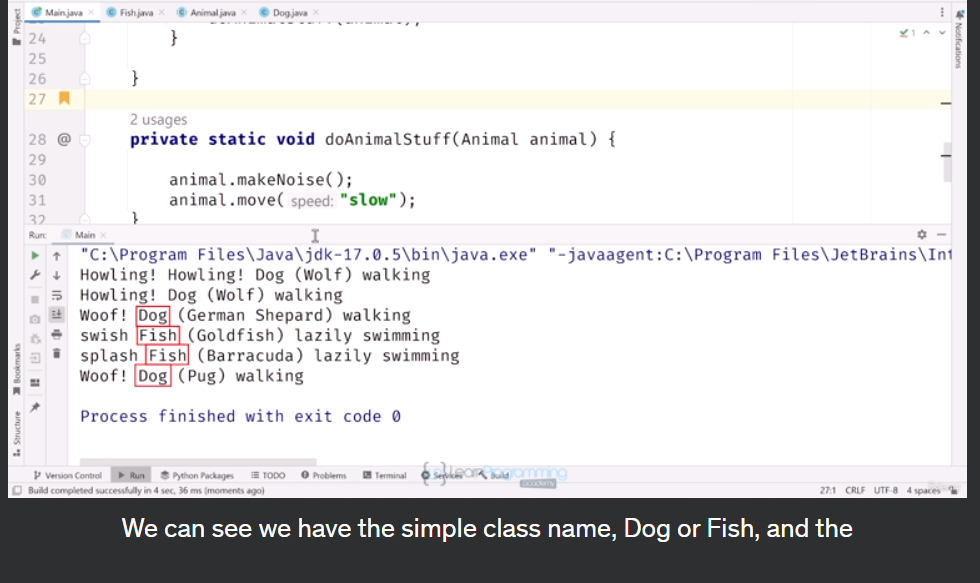 Project
Main.java Fish.java Animal.java Dog.java
Notifications
24 }
25
26 }
27
2 usages
28 @ private static void doAnimalStuff(Animal animal) {
29
30 animal.makeNoise();
31 animal.move( speed: "slow");
32 }
1
Run: Main
"C:\Program Files\Java\jdk-17.0.5\bin\java.exe" "-javaagent:C:\Program Files\JetBrains\Int
Howling! Howling! Dog (Wolf) walking
Howling! Dog (Wolf) walking
Woof! Dog (German Shepard) walking
swish Fish (Goldfish) lazily swimming
splash Fish (Barracuda) lazily swimming
Woof! Dog (Pug) walking
Process finished with exit code 0
Bookmarks
Structure
Version Control Run Python Packages TODO Problems Terminal Services Build
LearnProgramming
academy
Build completed successfully in 4 sec, 36 ms (moments ago) 27:1 CRLF UTF-8 4 spaces
We can see we have the simple class name, Dog or Fish, and the